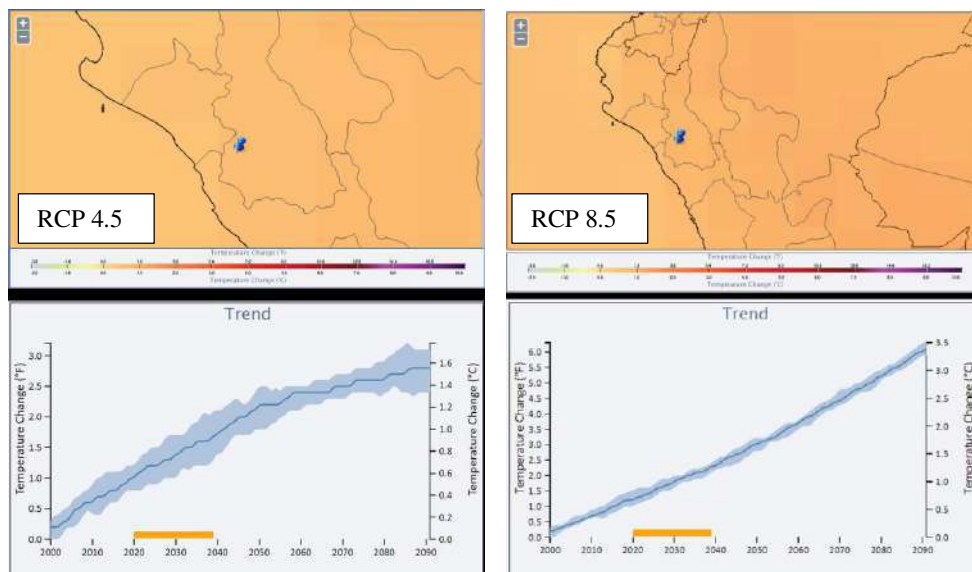 +
−
RCP 4.5
Temperature Change (°F)
Temperature Change (°C)
Trend
Temperature Change (°F)
3.0
2.5
2.0
1.5
1.0
0.5
0.0
1.6
1.4
1.2
1.0
0.8
0.6
0.4
0.2
0.0
Temperature Change (°C)
2000 2010 2020 2030 2040 2050 2060 2070 2080 2090
+
−
RCP 8.5
Temperature Change (°F)
Temperature Change (°C)
Trend
Temperature Change (°F)
6.0
5.5
5.0
4.5
4.0
3.5
3.0
2.5
2.0
1.5
1.0
0.5
0.0
3.5
3.0
2.5
2.0
1.5
1.0
0.5
0.0
Temperature Change (°C)
2000 2010 2020 2030 2040 2050 2060 2070 2080 2090